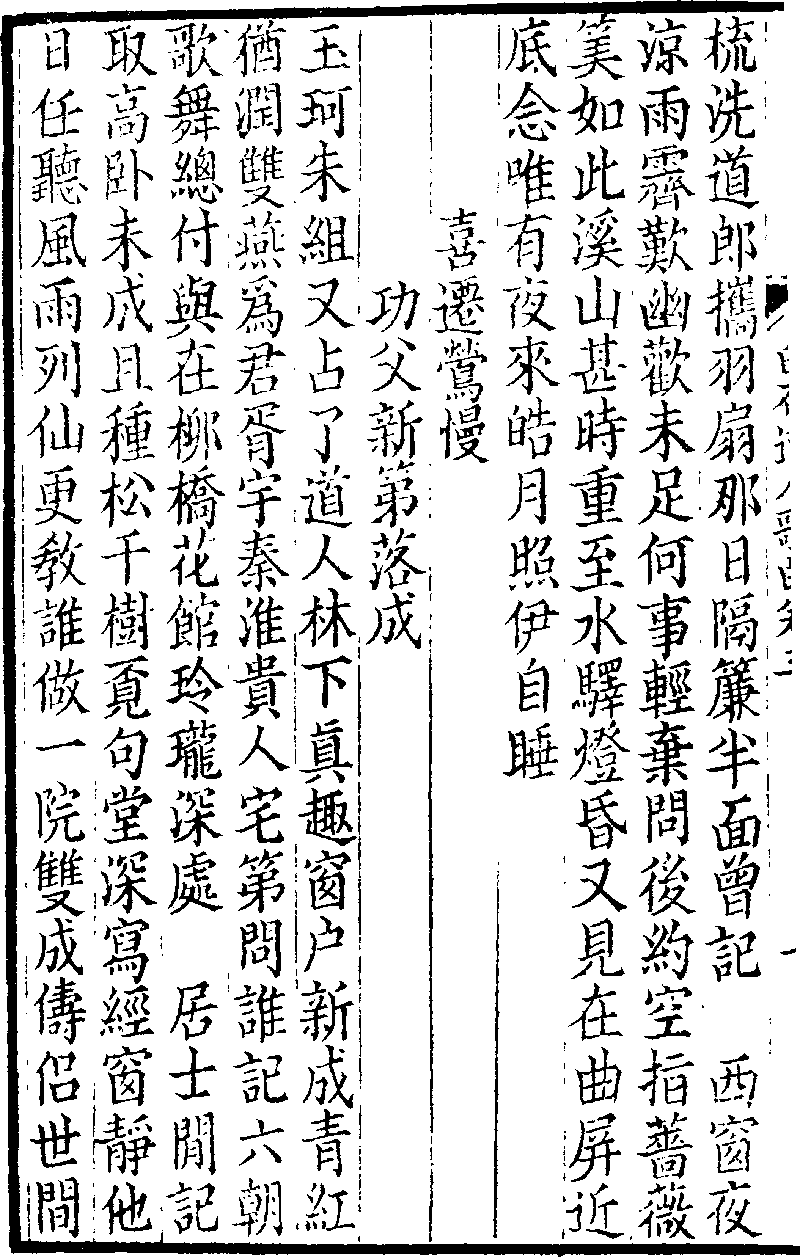 梳洗道郎攜羽扇那日隔簾半面曾記　西窗夜
涼雨霽歎幽歡未足何事輕棄問後約空指薔薇
筭如此溪山甚時重至水驛燈昏又見在曲屏近
底念唯有夜來皓月照伊自睡
喜遷鶯慢
功父新第落成
玉珂朱組又占了道人林下眞趣窗户新成青紅
猶潤雙燕爲君胥宇秦淮貴人宅第問誰記六朝
歌舞總付與在柳橋花館玲瓏深處　居士閒記
取高卧未成且種松千樹覔句堂深寫經窗靜他
日任聽風雨列仙更敎誰做一院雙成儔侶世間